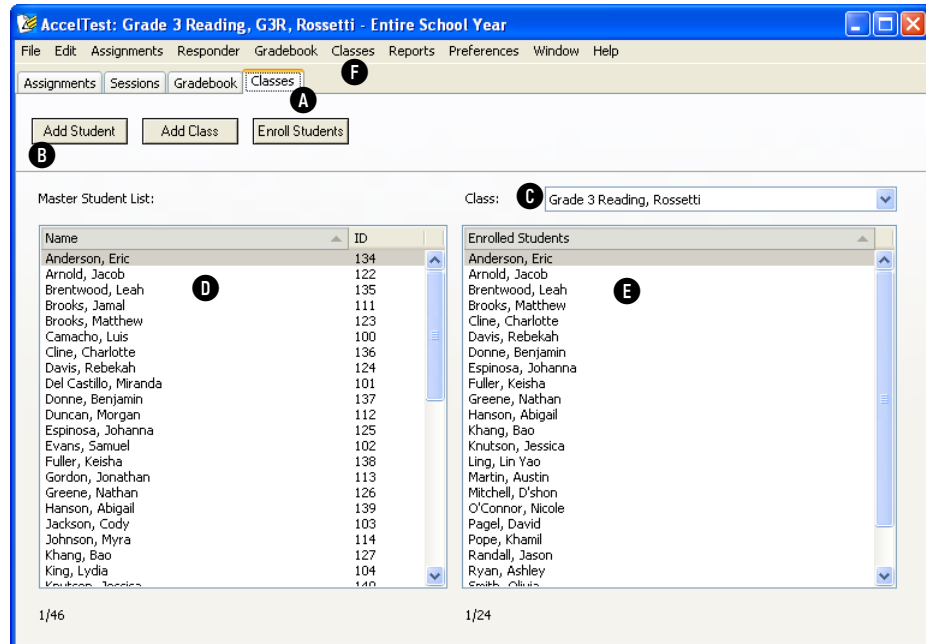 AccelTest: Grade 3 Reading, G3R, Rossetti - Entire School Year
File Edit Assignments Responder Gradebook Classes Reports Preferences Window Help
F
Assignments Sessions Gradebook Classes
A
Add Student Add Class Enroll Students
B
Master Student List:
Class: C Grade 3 Reading, Rossetti
Name ID
Anderson, Eric 134
Arnold, Jacob 122
Brentwood, Leah 135
D
Brooks, Jamal 111
Brooks, Matthew 123
Camacho, Luis 100
Cline, Charlotte 136
Davis, Rebekah 124
Del Castillo, Miranda 101
Donne, Benjamin 137
Duncan, Morgan 112
Espinosa, Johanna 125
Evans, Samuel 102
Fuller, Keisha 138
Gordon, Jonathan 113
Greene, Nathan 126
Hanson, Abigail 139
Jackson, Cody 103
Johnson, Myra 114
Khang, Bao 127
King, Lydia 104
Knutson, Jessica 140
1/46
Enrolled Students
Anderson, Eric
Arnold, Jacob
Brentwood, Leah
E
Brooks, Matthew
Cline, Charlotte
Davis, Rebekah
Donne, Benjamin
Espinosa, Johanna
Fuller, Keisha
Greene, Nathan
Hanson, Abigail
Khang, Bao
Knutson, Jessica
Ling, Lin Yao
Martin, Austin
Mitchell, D'shon
O'Connor, Nicole
Pagel, David
Pope, Khamil
Randall, Jason
Ryan, Ashley
Smith, Olivia
1/24